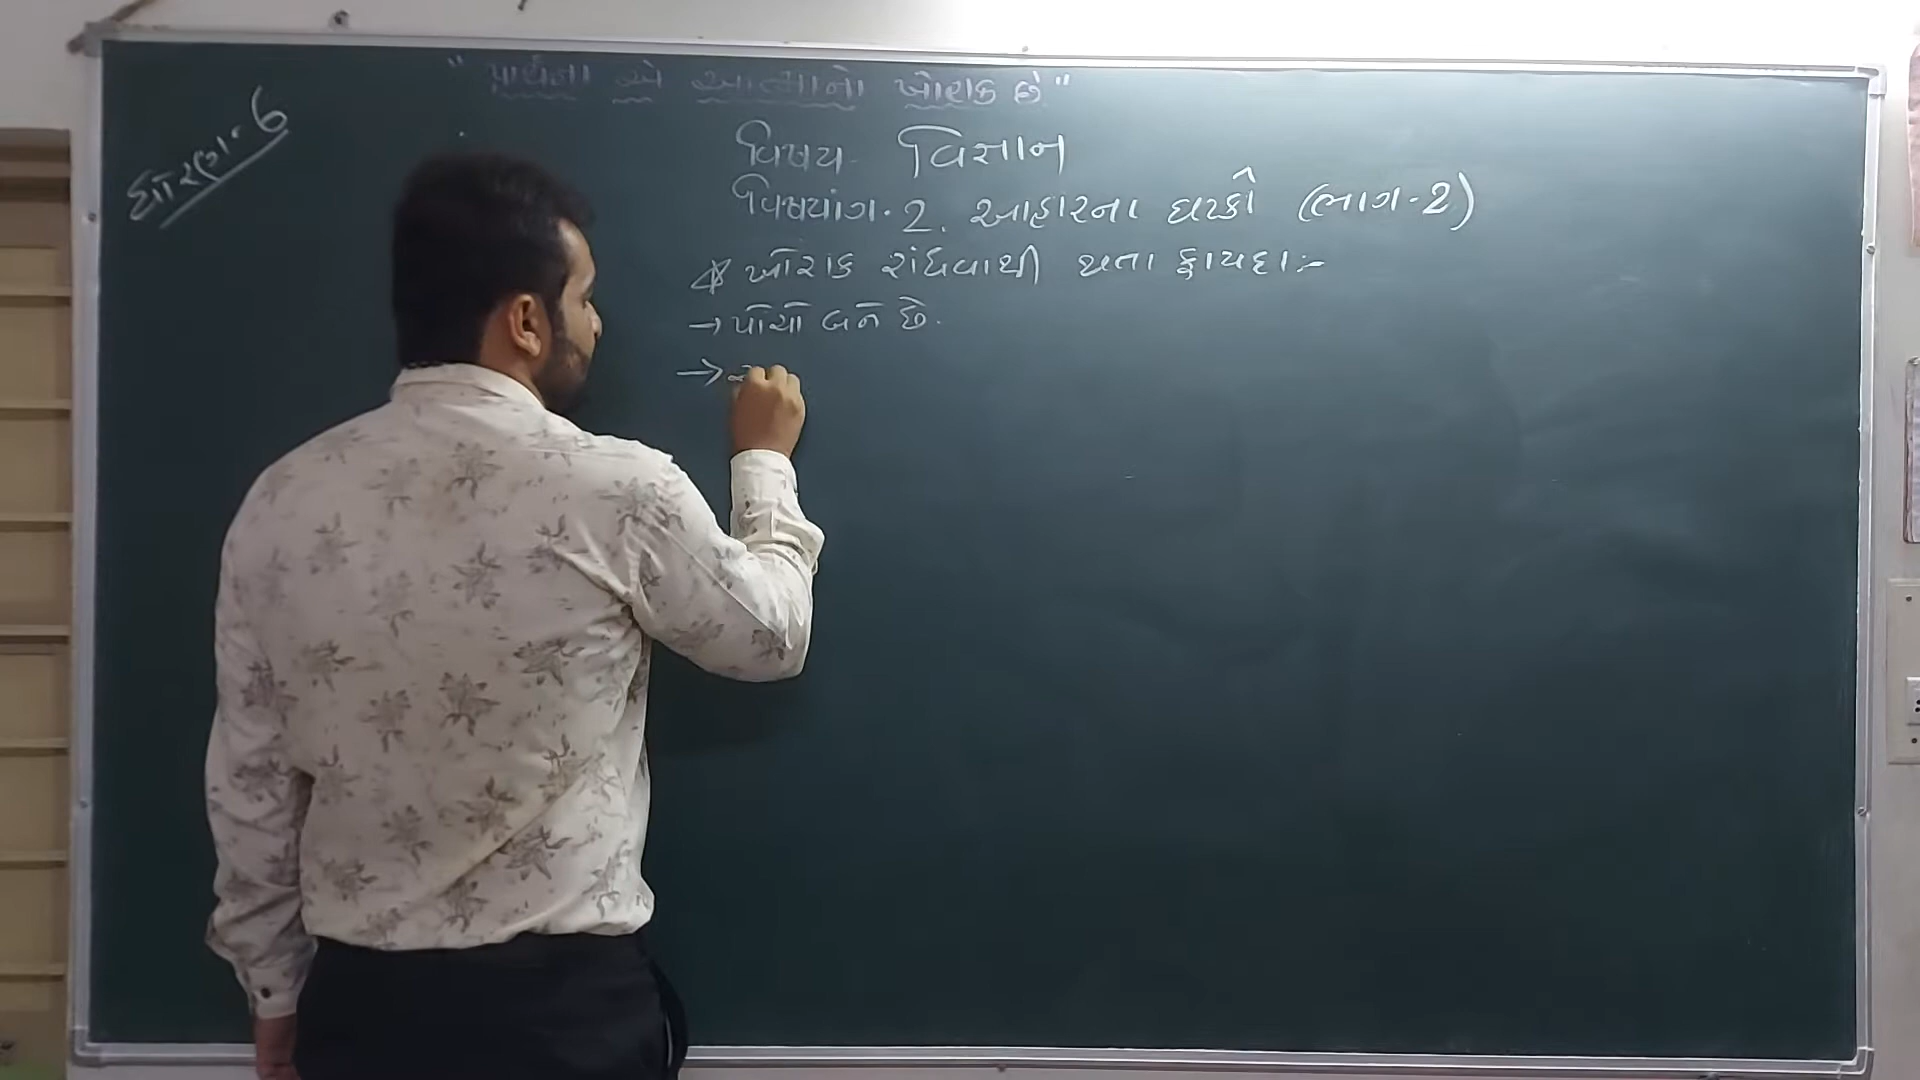 "પ્રાર્થના એ આત્માનો ખોરાક છે"
ધોરણ. 6
વિષય - વિજ્ઞાન
વિષયાંગ. 2. આહારના ઘટકો (ભાગ-2)
* ખોરાક રાંધવાથી થતા ફાયદા :-
→ પોચો બને છે.
→